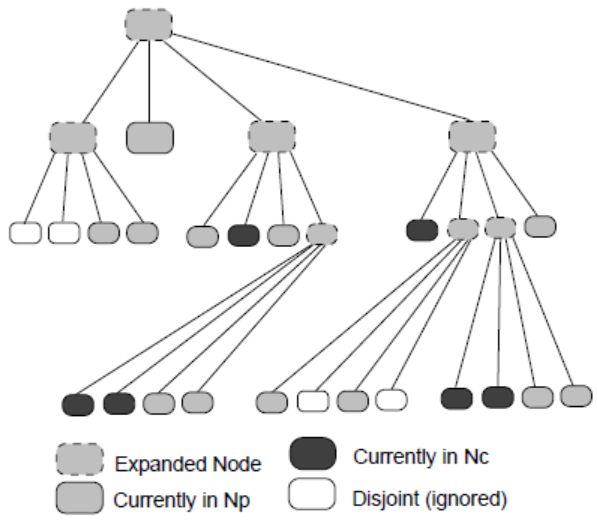 Expanded Node
Currently in Nc
Currently in Np
Disjoint (ignored)